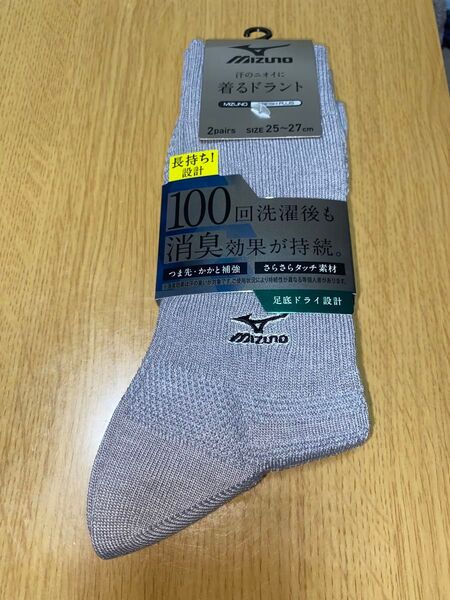 MIZUNO
汗のニオイに
着るドラント
MIZUNO FRESH PLUS
2pairs SIZE 25~27cm
長持ち!
設計
100回洗濯後も
消臭効果が持続。
つま先・かかと補強 さらさらタッチ素材
足底ドライ設計
MIZUNO